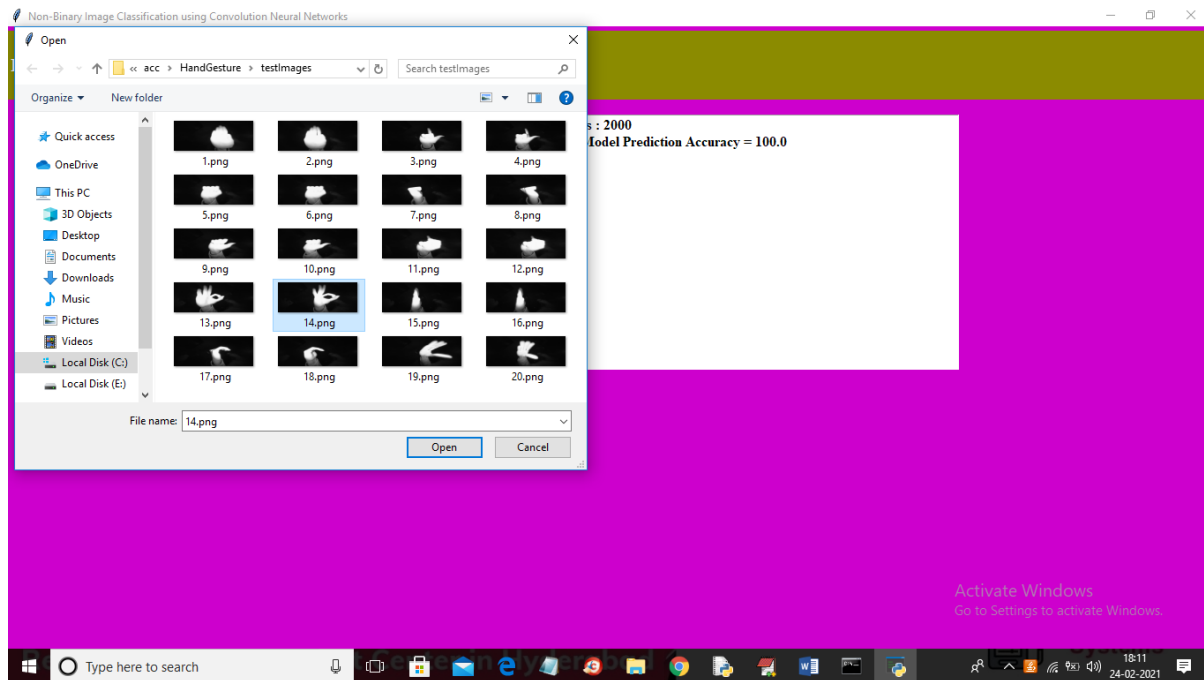 Non-Binary Image Classification using Convolution Neural Networks
Open
« acc › HandGesture › testImages
Search testImages
Organize
New folder
Quick access
OneDrive
This PC
3D Objects
Desktop
Documents
Downloads
Music
Pictures
Videos
Local Disk (C:)
Local Disk (E:)
1.png 2.png 3.png 4.png
5.png 6.png 7.png 8.png
9.png 10.png 11.png 12.png
13.png 14.png 15.png 16.png
17.png 18.png 19.png 20.png
File name: 14.png
Open Cancel
: 2000
Model Prediction Accuracy = 100.0
Activate Windows
Go to Settings to activate Windows.
Type here to search
18:11
24-02-2021